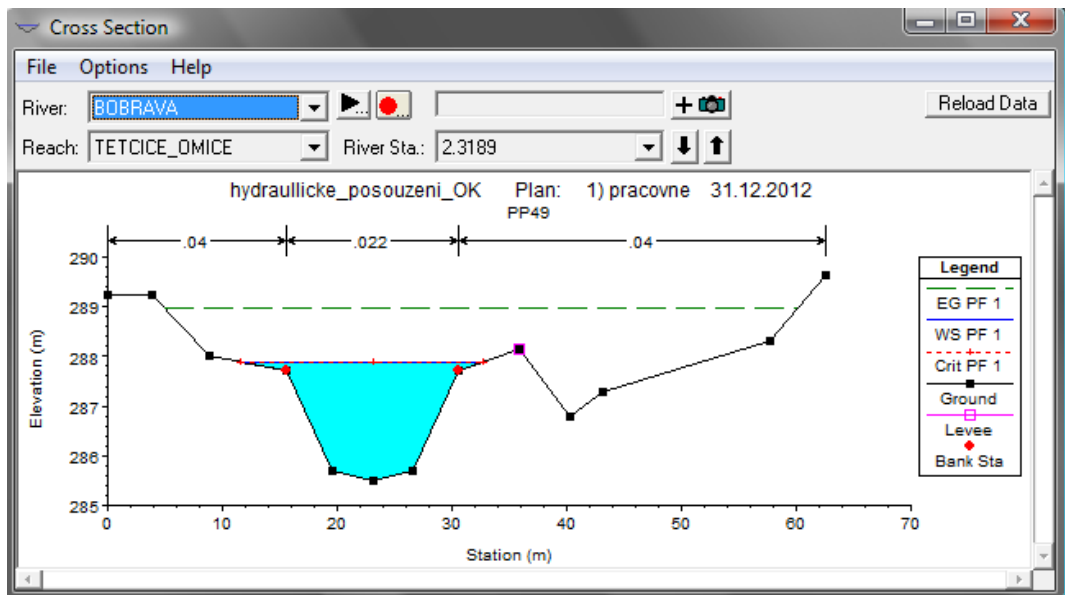 Cross Section
File Options Help
River: BOBRAVA
Reload Data
Reach: TETCICE_OMICE River Sta.: 2.3189
hydraullicke_posouzeni_OK Plan: 1) pracovne 31.12.2012
PP49
.04 .022 .04
290
289
288
287
286
285
Elevation (m)
0 10 20 30 40 50 60 70
Station (m)
Legend
EG PF 1
WS PF 1
Crit PF 1
Ground
Levee
Bank Sta